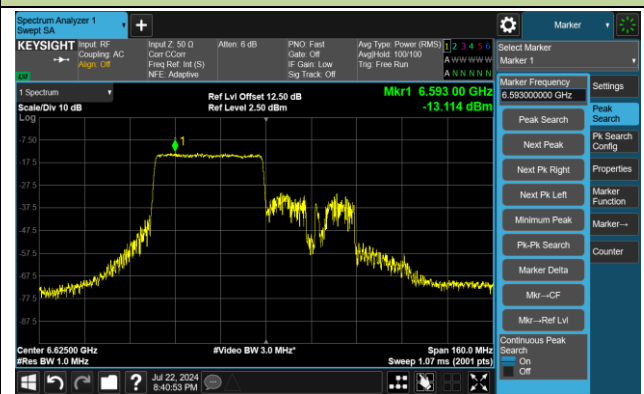 Spectrum Analyzer 1
Swept SA
+
Marker
KEYSIGHT
Input: RF
Coupling: AC
Align: Off
Input Z: 50 Ω
Corr CCorr
Freq Ref: Int (S)
NFE: Adaptive
Atten: 6 dB
PNO: Fast
Gate: Off
IF Gain: Low
Sig Track: Off
Avg Type: Power (RMS)
Avg|Hold: 100/100
Trig: Free Run
1 2 3 4 5 6
A W W W W W
A N N N N N
LXI
Select Marker
Marker 1
1 Spectrum
Scale/Div 10 dB
Log
Ref Lvl Offset 12.50 dB
Ref Level 2.50 dBm
Mkr1 6.593 00 GHz
-13.114 dBm
1
-7.50
-17.5
-27.5
-37.5
-47.5
-57.5
-67.5
-77.5
-87.5
Center 6.62500 GHz
#Res BW 1.0 MHz
#Video BW 3.0 MHz*
Span 160.0 MHz
Sweep 1.07 ms (2001 pts)
Marker Frequency
6.593000000 GHz
Peak Search
Next Peak
Next Pk Right
Next Pk Left
Minimum Peak
Pk-Pk Search
Marker Delta
Mkr→CF
Mkr→Ref Lvl
Continuous Peak
Search
On
Off
Settings
Peak
Search
Pk Search
Config
Properties
Marker
Function
Marker→
Counter
?
Jul 22, 2024
8:40:53 PM